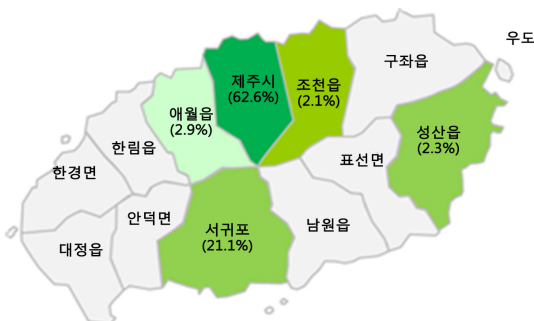 우도
구좌읍
제주시
(62.6%)
조천읍
(2.1%)
애월읍
(2.9%)
성산읍
(2.3%)
한림읍
표선면
한경면
안덕면
서귀포
(21.1%)
남원읍
대정읍